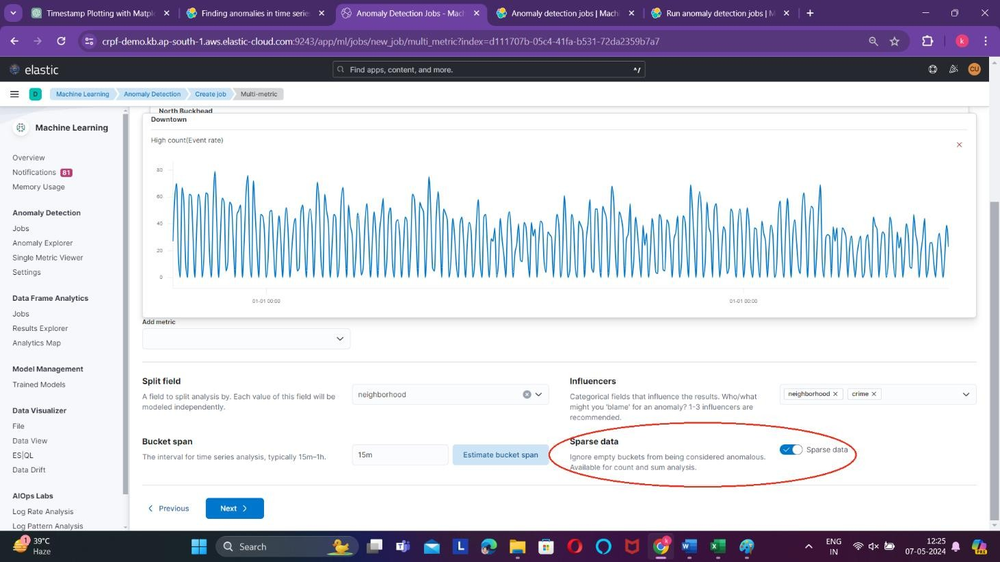 Timestamp Plotting with Matpl
Finding anomalies in time serie
Anomaly Detection Jobs - Mach
Anomaly detection jobs | Machi
Run anomaly detection jobs | M
crpf-demo.kb.ap-south-1.aws.elastic-cloud.com:9243/app/ml/jobs/new_job/multi_metric?index=d111707b-05c4-41fa-b531-72da2359b7a7
k
elastic
Find apps, content, and more.
^/
CU
D
Machine Learning
Anomaly Detection
Create job
Multi-metric
Machine Learning
Overview
Notifications 81
Memory Usage
Anomaly Detection
Jobs
Anomaly Explorer
Single Metric Viewer
Settings
Data Frame Analytics
Jobs
Results Explorer
Analytics Map
Model Management
Trained Models
Data Visualizer
File
Data View
ES|QL
Data Drift
AIOps Labs
Log Rate Analysis
Log Pattern Analysis
North Buckhead
Downtown
High count(Event rate)
80
60
40
20
0
01-01 00:00
01-01 00:00
Add metric
Split field
A field to split analysis by. Each value of this field will be
modeled independently.
neighborhood
Influencers
Categorical fields that influence the results. Who/what
might you 'blame' for an anomaly? 1-3 influencers are
recommended.
neighborhood
crime
Bucket span
The interval for time series analysis, typically 15m–1h.
15m
Estimate bucket span
Sparse data
Ignore empty buckets from being considered anomalous.
Available for count and sum analysis.
Sparse data
Previous
Next
1
39°C
Haze
Search
L
k
W
X
ENG
IN
12:25
07-05-2024
PRE